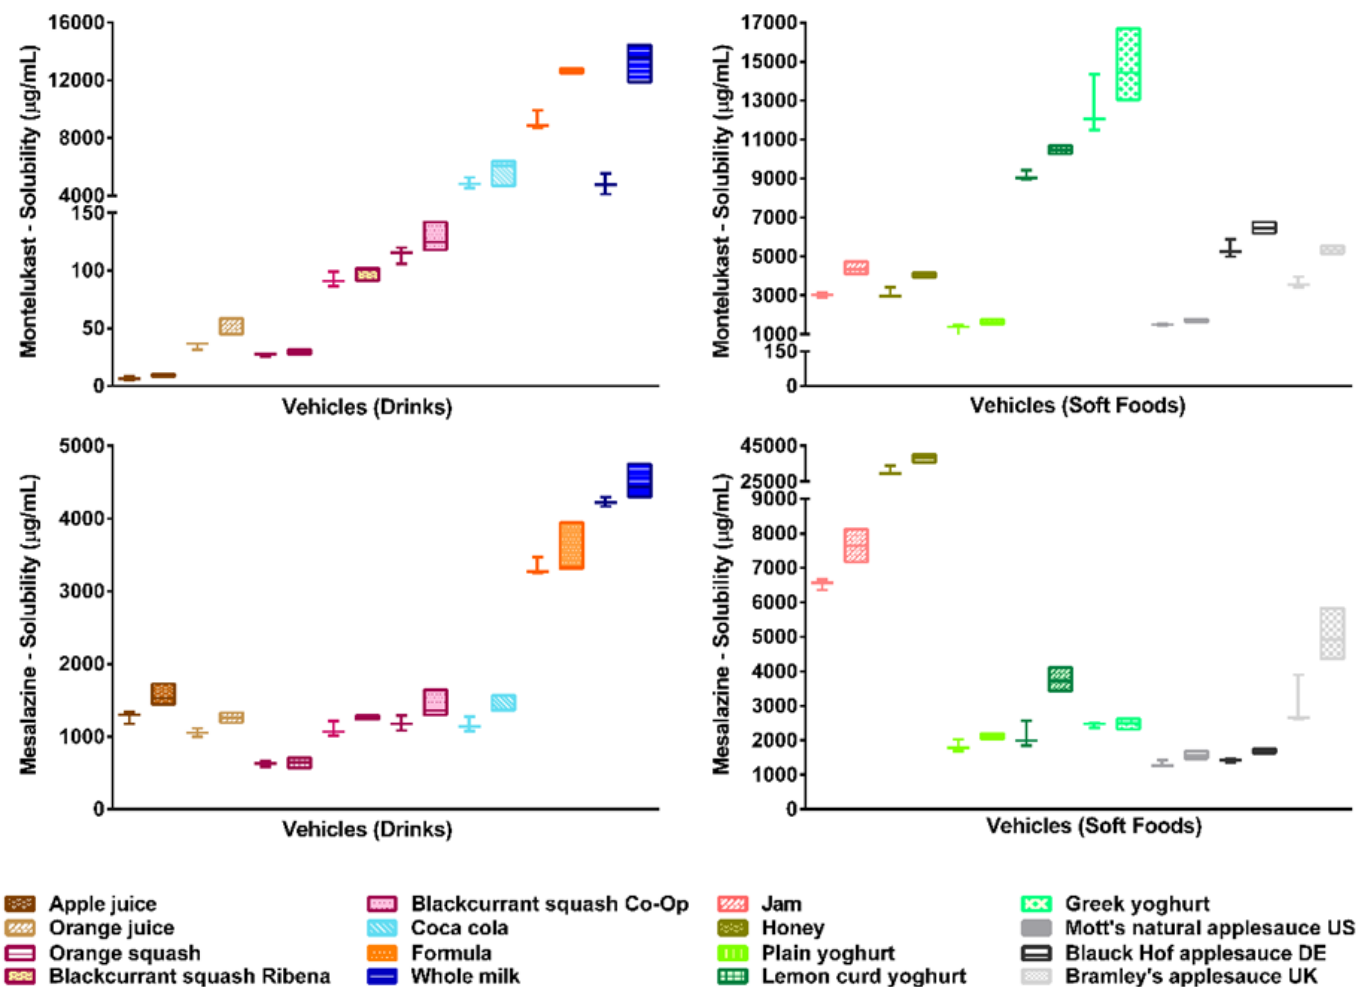 Montelukast - Solubility (µg/mL)
16000
12000
8000
4000
150
100
50
0
Vehicles (Drinks)
Montelukast - Solubility (µg/mL)
17000
15000
13000
11000
9000
7000
5000
3000
1000
150
0
Vehicles (Soft Foods)
Mesalazine - Solubility (µg/mL)
5000
4000
3000
2000
1000
0
Vehicles (Drinks)
Mesalazine - Solubility (µg/mL)
45000
25000
9000
8000
7000
6000
5000
4000
3000
2000
1000
0
Vehicles (Soft Foods)
Apple juice
Orange juice
Orange squash
Blackcurrant squash Ribena
Blackcurrant squash Co-Op
Coca cola
Formula
Whole milk
Jam
Honey
Plain yoghurt
Lemon curd yoghurt
Greek yoghurt
Mott's natural applesauce US
Blauck Hof applesauce DE
Bramley's applesauce UK